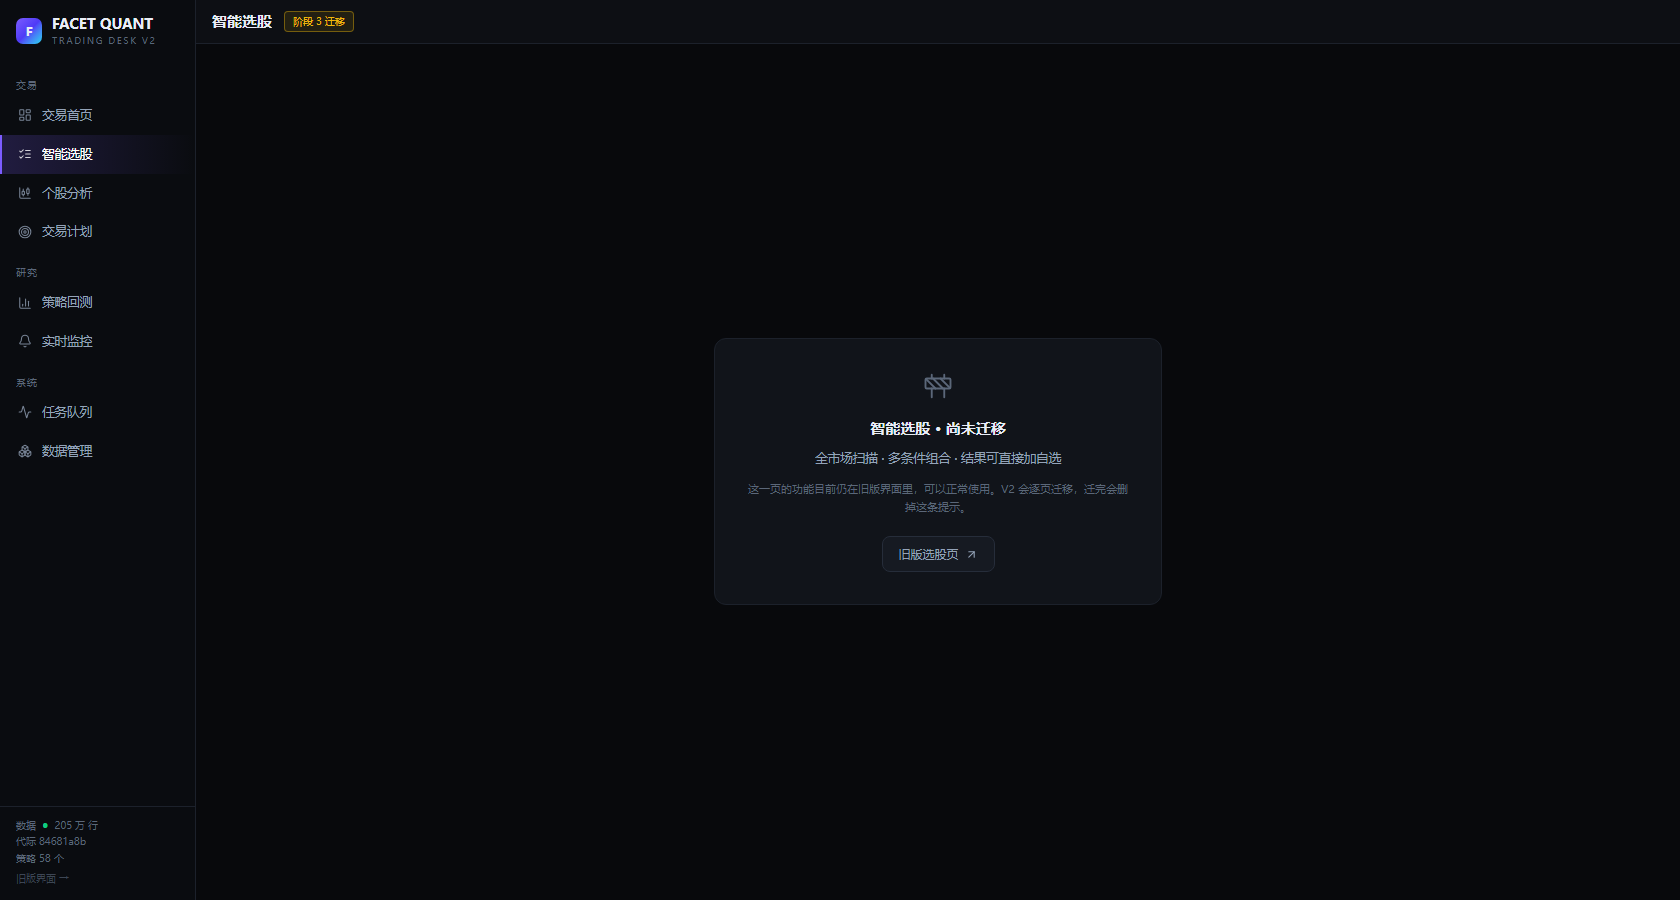 F
FACET QUANT
TRADING DESK V2
交易
交易首页
智能选股
个股分析
交易计划
研究
策略回测
实时监控
系统
任务队列
数据管理
数据 ● 205 万 行
代际 84681a8b
策略 58 个
旧版界面 →
智能选股
阶段 3 迁移
智能选股 • 尚未迁移
全市场扫描 · 多条件组合 · 结果可直接加自选
这一页的功能目前仍在旧版界面里，可以正常使用。V2 会逐页迁移，迁完会删
掉这条提示。
旧版选股页 ↗